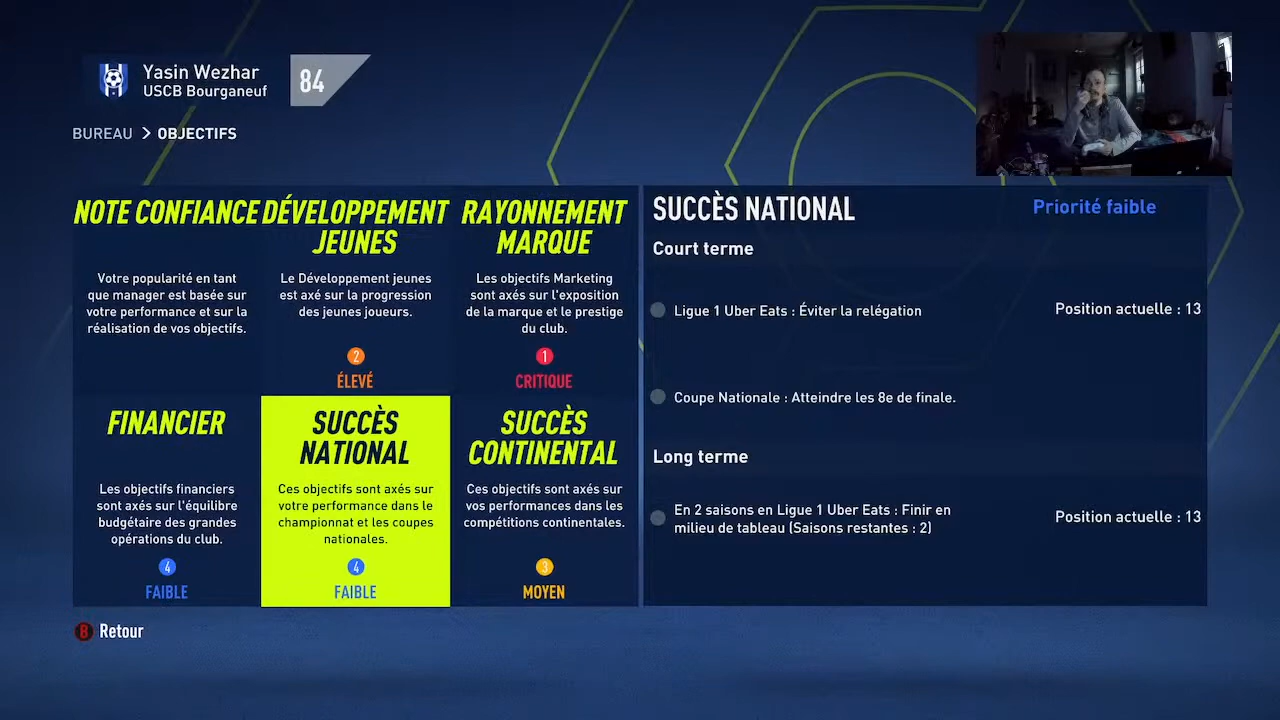 Yasin Wezhar
USCB Bourganeuf
84
BUREAU > OBJECTIFS
NOTE CONFIANCE
Votre popularité en tant
que manager est basée sur
votre performance et sur la
réalisation de vos objectifs.
DÉVELOPPEMENT
JEUNES
Le Développement jeunes
est axé sur la progression
des jeunes joueurs.
2
ÉLEVÉ
RAYONNEMENT
MARQUE
Les objectifs Marketing
sont axés sur l'exposition
de la marque et le prestige
du club.
1
CRITIQUE
FINANCIER
Les objectifs financiers
sont axés sur l'équilibre
budgétaire des grandes
opérations du club.
4
FAIBLE
SUCCÈS
NATIONAL
Ces objectifs sont axés sur
votre performance dans le
championnat et les coupes
nationales.
4
FAIBLE
SUCCÈS
CONTINENTAL
Ces objectifs sont axés sur
vos performances dans les
compétitions continentales.
3
MOYEN
SUCCÈS NATIONAL
Priorité faible
Court terme
Ligue 1 Uber Eats : Éviter la relégation
Position actuelle : 13
Coupe Nationale : Atteindre les 8e de finale.
Long terme
En 2 saisons en Ligue 1 Uber Eats : Finir en
milieu de tableau (Saisons restantes : 2)
Position actuelle : 13
B Retour